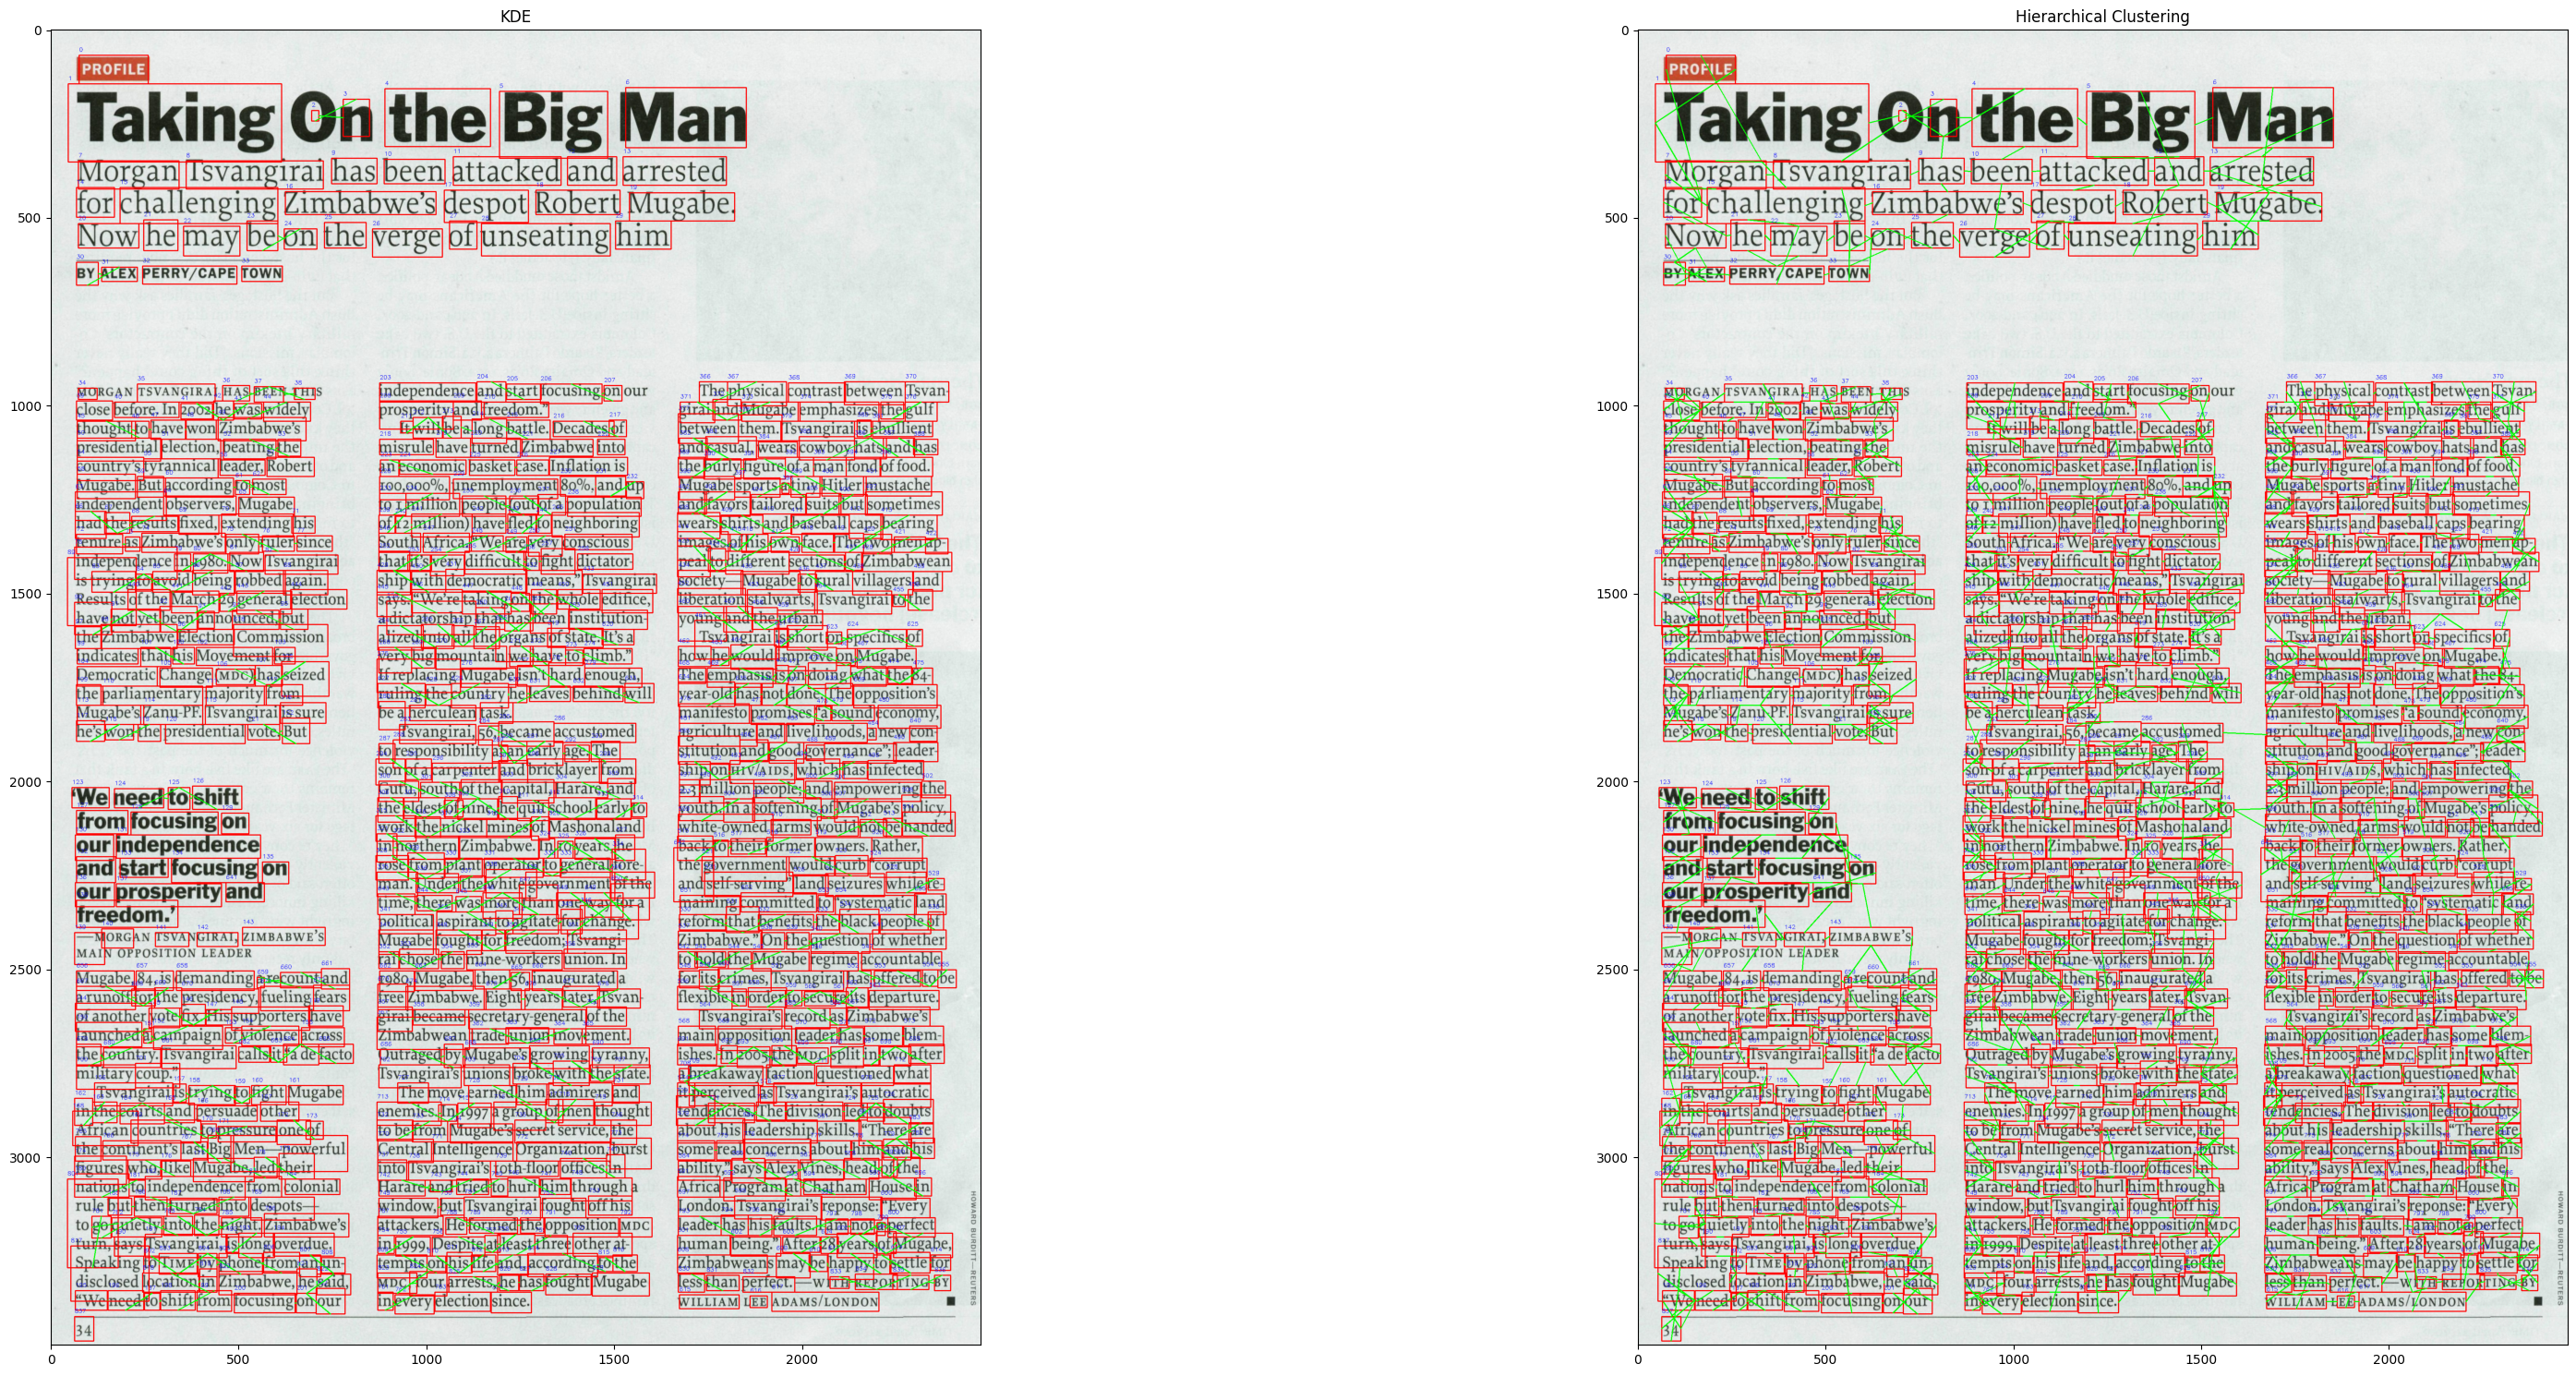 KDE
Hierarchical Clustering
PROFILE
Taking On the Big Man
Morgan Tsvangirai has been attacked and arrested
for challenging Zimbabwe's despot Robert Mugabe.
Now he may be on the verge of unseating him
BY ALEX PERRY/CAPE TOWN
MORGAN TSVANGIRAI HAS BEEN THIS
close before. In 2002 he was widely
thought to have won Zimbabwe's
presidential election, beating the
country's tyrannical leader, Robert
Mugabe. But according to most
independent observers, Mugabe
had the results fixed, extending his
tenure as Zimbabwe's only ruler since
independence in 1980. Now Tsvangirai
is trying to avoid being robbed again.
Results of the March 29 general election
have not yet been announced, but
the Zimbabwe Election Commission
indicates that his Movement for
Democratic Change (MDC) has seized
the parliamentary majority from
Mugabe's Zanu-PF. Tsvangirai is sure
he's won the presidential vote. But
'We need to shift
from focusing on
our independence
and start focusing on
our prosperity and
freedom.'
—MORGAN TSVANGIRAI, ZIMBABWE'S
MAIN OPPOSITION LEADER
Mugabe, 84, is demanding a recount and
a runoff for the presidency, fueling fears
of another vote fix. His supporters have
launched a campaign of violence across
the country. Tsvangirai calls it "a de facto
military coup."
Tsvangirai's trying to fight Mugabe
in the courts and persuade other
African countries to pressure one of
the continent's last Big Men—powerful
figures who, like Mugabe, led their
nations to independence from colonial
rule but then turned into despots—
to go quietly into the night. Zimbabwe's
turn, says Tsvangirai, is long overdue.
Speaking to TIME by phone from an un-
disclosed location in Zimbabwe, he said,
"We need to shift from focusing on our
independence and start focusing on our
prosperity and freedom."
It will be a long battle. Decades of
misrule have turned Zimbabwe into
an economic basket case. Inflation is
100,000%, unemployment 80%, and up
to 1 million people (out of a population
of 12 million) have fled to neighboring
South Africa. "We are very conscious
that it's very difficult to fight dictator-
ship with democratic means," Tsvangirai
says. "We're taking on the whole edifice,
a dictatorship that has been institution-
alized into all the organs of state. It's a
very big mountain we have to climb."
If replacing Mugabe isn't hard enough,
ruling the country he leaves behind will
be a herculean task.
Tsvangirai, 56, became accustomed
to responsibility at an early age. The
son of a carpenter and bricklayer from
Gutu, south of the capital, Harare, and
the eldest of nine, he quit school early to
work the nickel mines of Mashonaland
in northern Zimbabwe. In 10 years, he
rose from plant operator to general fore-
man. Under the white government of the
time, there was more than one way for a
political aspirant to agitate for change.
Mugabe fought for freedom; Tsvangi-
rai chose the mine-workers union. In
1980, Mugabe, then 56, inaugurated a
free Zimbabwe. Eight years later, Tsvan-
girai became secretary-general of the
Zimbabwean trade union movement.
Outraged by Mugabe's growing tyranny,
Tsvangirai's unions broke with the state.
The move earned him admirers and
enemies. In 1997 a group of men thought
to be from Mugabe's secret service, the
Central Intelligence Organization, burst
into Tsvangirai's 10th-floor offices in
Harare and tried to hurl him through a
window, but Tsvangirai fought off his
attackers. He formed the opposition MDC
in 1999. Despite at least three other at-
tempts on his life and, according to the
MDC, four arrests, he has fought Mugabe
in every election since.
The physical contrast between Tsvan-
girai and Mugabe emphasizes the gulf
between them. Tsvangirai is ebullient
and casual, wears cowboy hats and has
the burly figure of a man fond of food.
Mugabe sports a tiny Hitler mustache
and favors tailored suits but sometimes
wears shirts and baseball caps bearing
images of his own face. The two men ap-
peal to different sections of Zimbabwean
society—Mugabe to rural villagers and
liberation stalwarts, Tsvangirai to the
young and the urban.
Tsvangirai is short on specifics of
how he would improve on Mugabe.
The emphasis is on doing what the 84-
year-old has not done. The opposition's
manifesto promises "a sound economy,
agriculture and livelihoods, a new con-
stitution and good governance"; leader-
ship on HIV/AIDS, which has infected
2.3 million people; and empowering the
youth. In a softening of Mugabe's policy,
white-owned farms would not be handed
back to their former owners. Rather,
the government would curb "corrupt
and self-serving" land seizures while re-
maining committed to "systematic land
reform that benefits the black people of
Zimbabwe." On the question of whether
to hold the Mugabe regime accountable
for its crimes, Tsvangirai has offered to be
flexible in order to secure its departure.
Tsvangirai's record as Zimbabwe's
main opposition leader has some blem-
ishes. In 2005 the MDC split in two after
a breakaway faction questioned what
it perceived as Tsvangirai's autocratic
tendencies. The division led to doubts
about his leadership skills. "There are
some real concerns about him and his
ability," says Alex Vines, head of the
Africa Program at Chatham House in
London. Tsvangirai's reponse: "Every
leader has his faults. I am not a perfect
human being." After 28 years of Mugabe,
Zimbabweans may be happy to settle for
less than perfect. —WITH REPORTING BY
WILLIAM LEE ADAMS/LONDON
HOWARD BURDITT—REUTERS
34